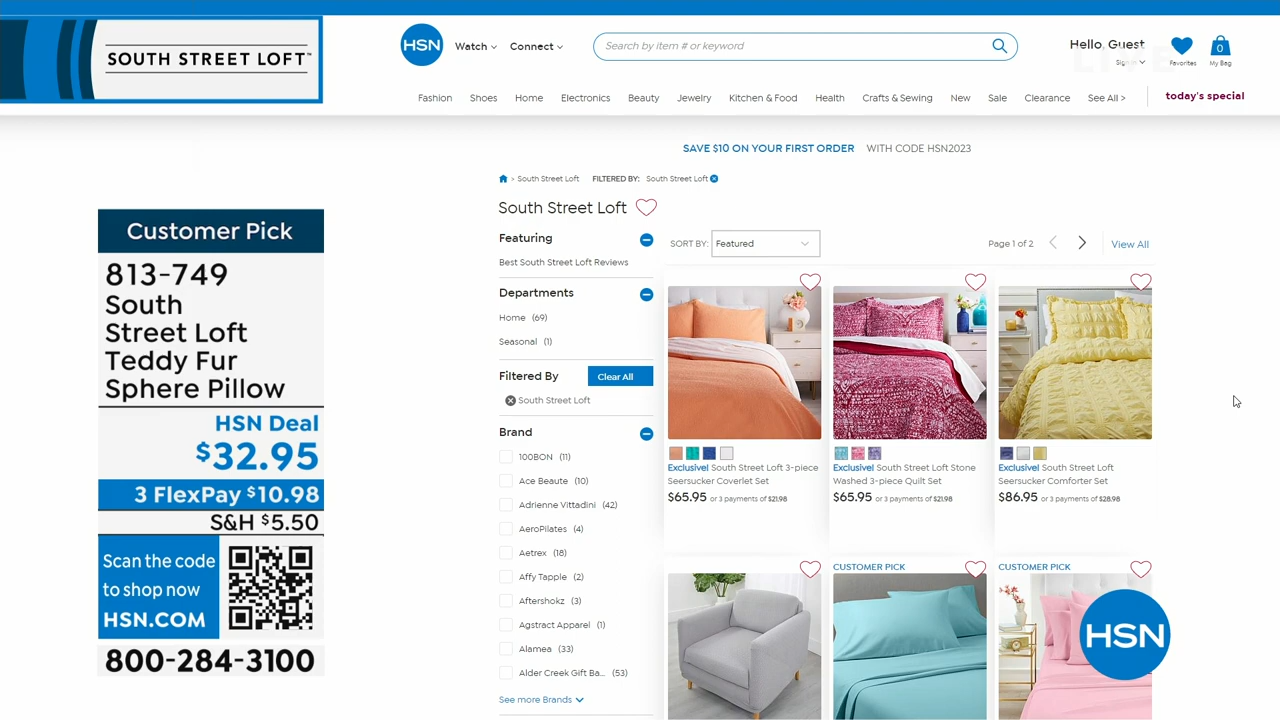 SOUTH STREET LOFT™
HSN
Watch
Connect
Search by item # or keyword
Hello, Guest
Sign In
LIVE
Favorites
0
My Bag
Fashion
Shoes
Home
Electronics
Beauty
Jewelry
Kitchen & Food
Health
Crafts & Sewing
New
Sale
Clearance
See All >
today's special
SAVE $10 ON YOUR FIRST ORDER WITH CODE HSN2023
> South Street Loft FILTERED BY: South Street Loft
South Street Loft
Customer Pick
813-749
South
Street Loft
Teddy Fur
Sphere Pillow
HSN Deal
$32.95
3 FlexPay $10.98
S&H $5.50
Scan the code
to shop now
HSN.COM
800-284-3100
Featuring
Best South Street Loft Reviews
Departments
Home (69)
Seasonal (1)
Filtered By
Clear All
South Street Loft
Brand
100BON (11)
Ace Beaute (10)
Adrienne Vittadini (42)
AeroPilates (4)
Aetrex (18)
Affy Tapple (2)
Aftershokz (3)
Agstract Apparel (1)
Alamea (33)
Alder Creek Gift Ba... (53)
See more Brands
SORT BY: Featured
Page 1 of 2
View All
Exclusive! South Street Loft 3-piece
Seersucker Coverlet Set
$65.95 or 3 payments of $21.98
Exclusive! South Street Loft Stone
Washed 3-piece Quilt Set
$65.95 or 3 payments of $21.98
Exclusive! South Street Loft
Seersucker Comforter Set
$86.95 or 3 payments of $28.98
CUSTOMER PICK
CUSTOMER PICK
HSN